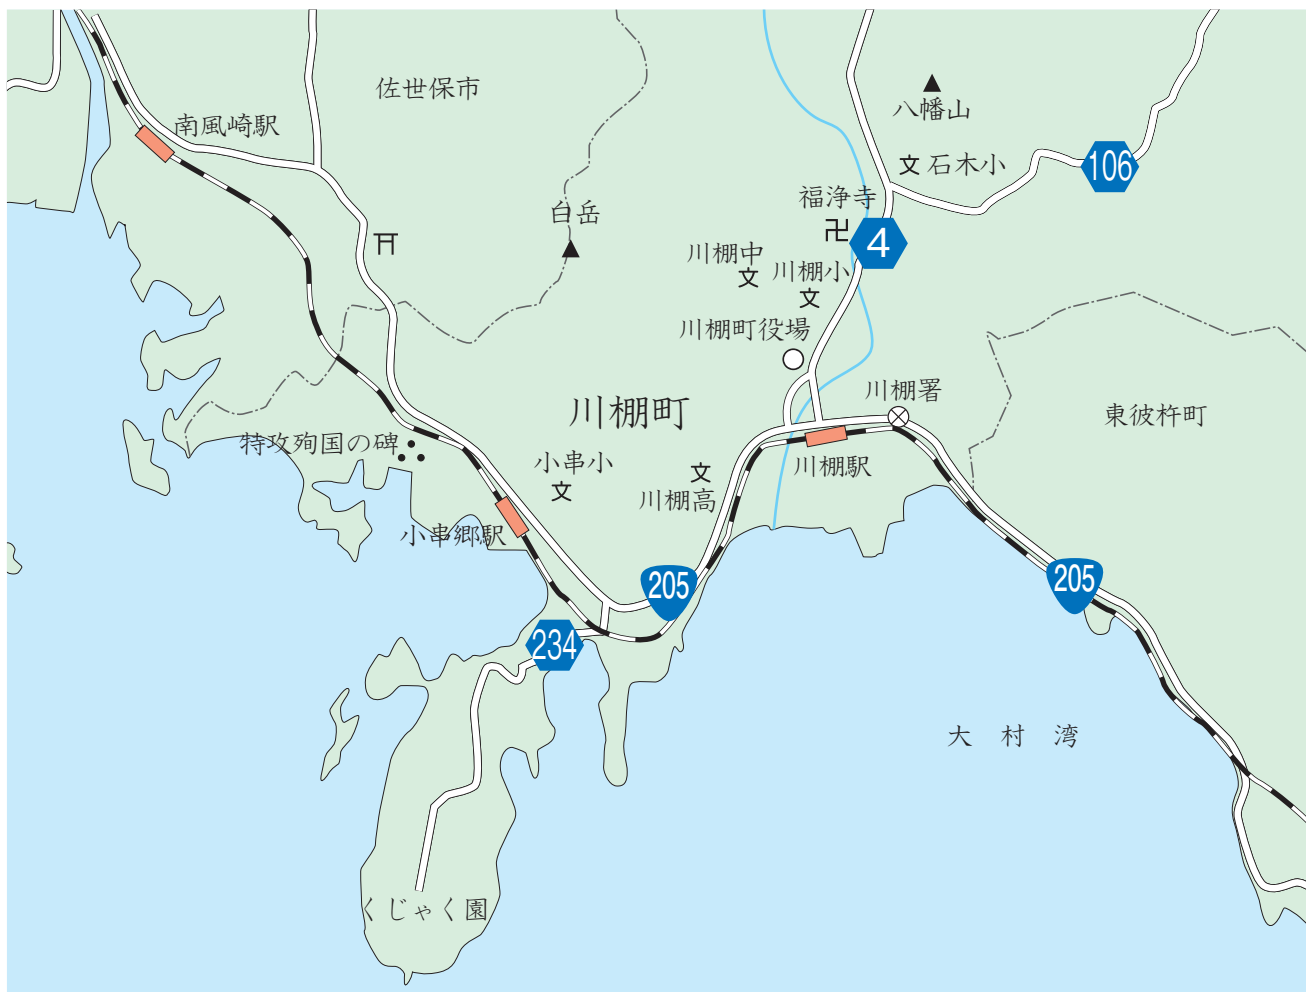 佐世保市
八幡山
南風崎駅
石木小
106
福浄寺
白岳
4
川棚中
川棚小
川棚町役場
川棚署
川棚町
東彼杵町
特攻殉国の碑
小串小
川棚駅
川棚高
小串郷駅
205
205
234
大村湾
くじゃく園